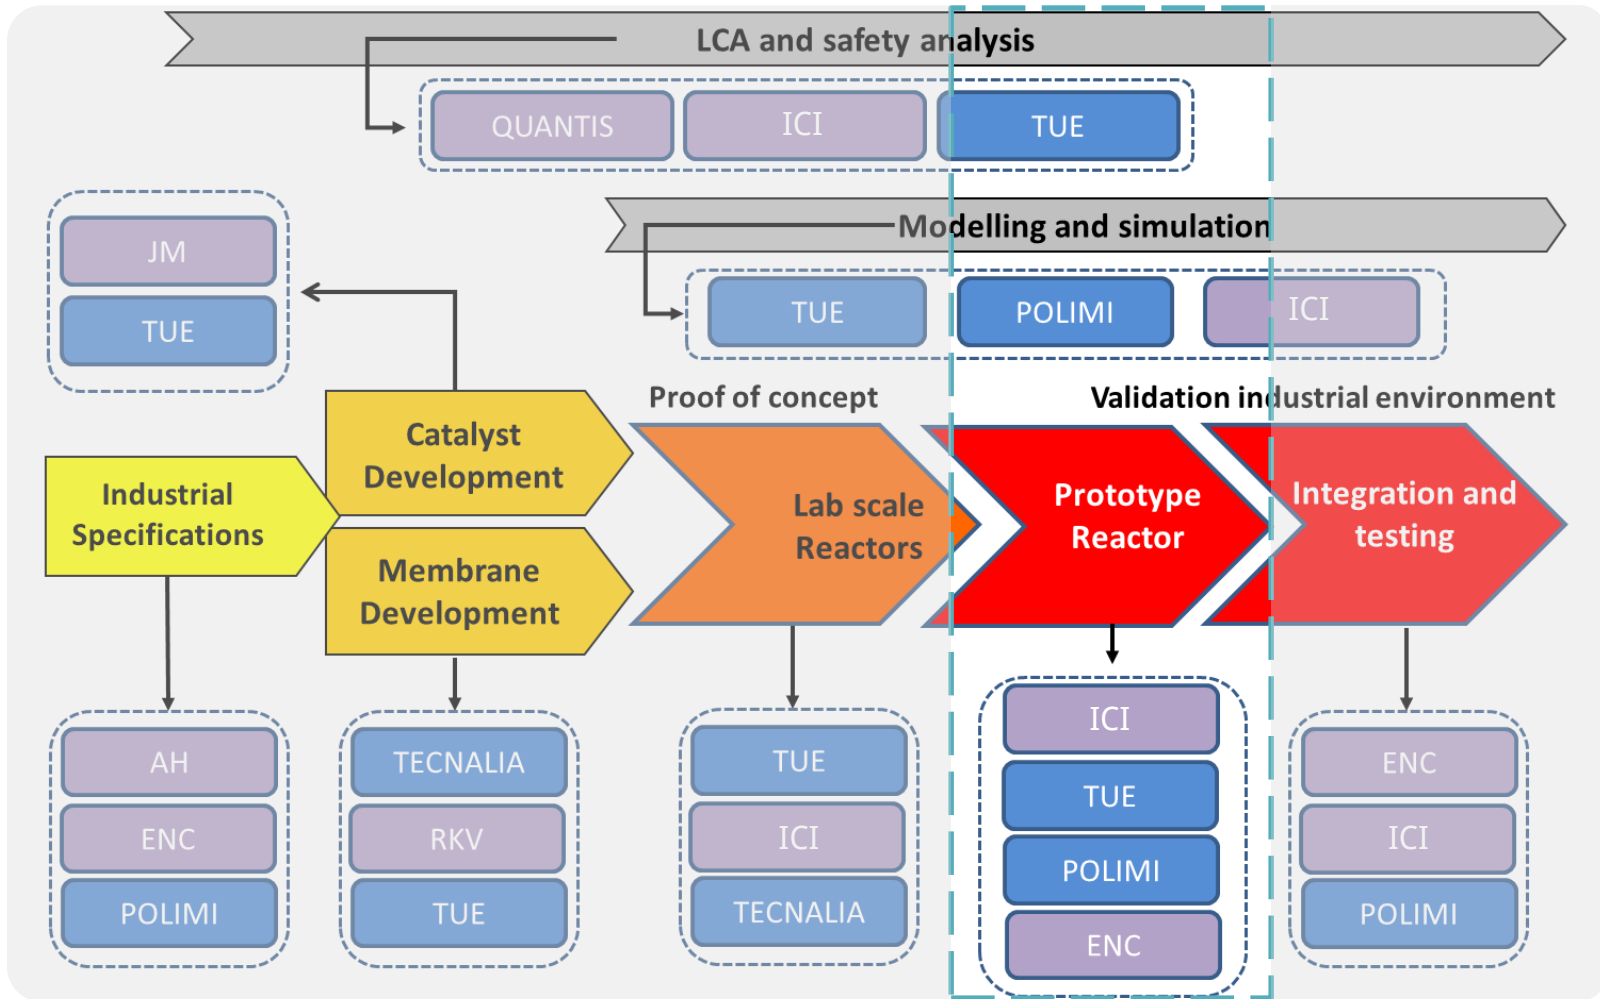 LCA and safety analysis
QUANTIS
ICI
TUE
Modelling and simulation
TUE
POLIMI
ICI
JM
TUE
Proof of concept
Validation industrial environment
Industrial
Specifications
Catalyst
Development
Membrane
Development
Lab scale
Reactors
Prototype
Reactor
Integration and
testing
AH
ENC
POLIMI
TECNALIA
RKV
TUE
TUE
ICI
TECNALIA
ICI
TUE
POLIMI
ENC
ENC
ICI
POLIMI